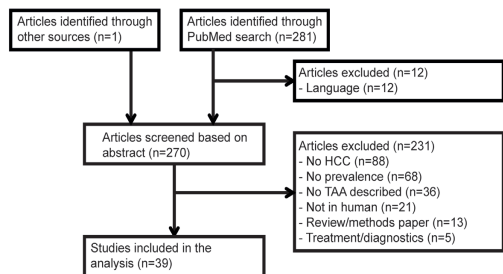 Articles identified through
other sources (n=1)
Articles identified through
PubMed search (n=281)
Articles excluded (n=12)
- Language (n=12)
Articles screened based on
abstract (n=270)
Articles excluded (n=231)
- No HCC (n=88)
- No prevalence (n=68)
- No TAA described (n=36)
- Not in human (n=21)
- Review/methods paper (n=13)
- Treatment/diagnostics (n=5)
Studies included in the
analysis (n=39)